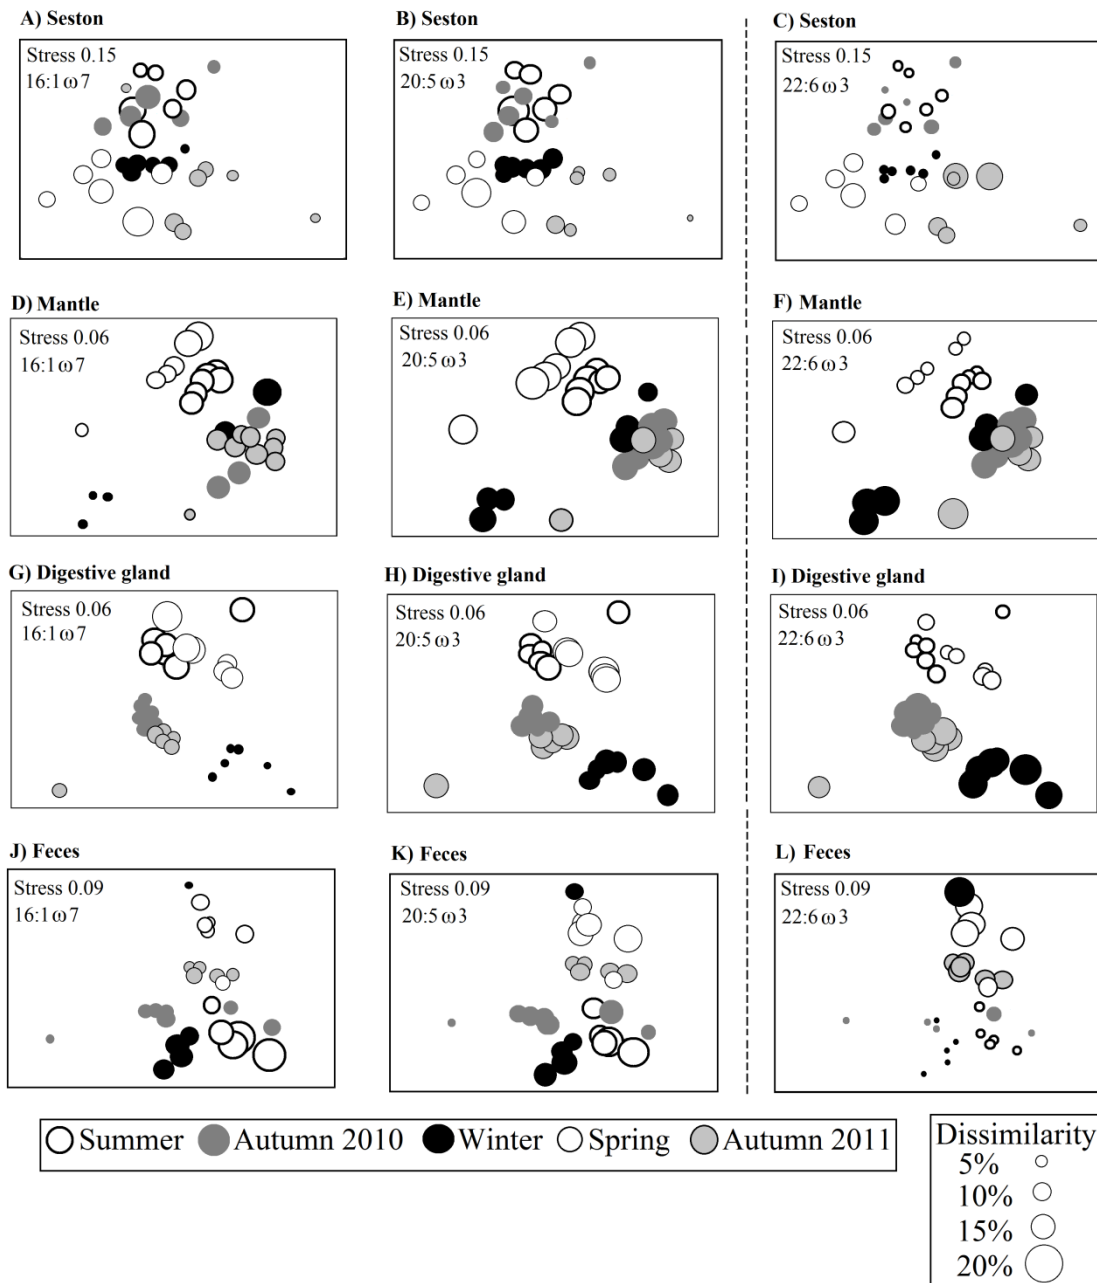 A) Seston
Stress 0.15
16:1ω7
B) Seston
Stress 0.15
20:5ω3
C) Seston
Stress 0.15
22:6ω3
D) Mantle
Stress 0.06
16:1ω7
E) Mantle
Stress 0.06
20:5ω3
F) Mantle
Stress 0.06
22:6ω3
G) Digestive gland
Stress 0.06
16:1ω7
H) Digestive gland
Stress 0.06
20:5ω3
I) Digestive gland
Stress 0.06
22:6ω3
J) Feces
Stress 0.09
16:1ω7
K) Feces
Stress 0.09
20:5ω3
L) Feces
Stress 0.09
22:6ω3
Summer Autumn 2010 Winter Spring Autumn 2011
Dissimilarity
5%
10%
15%
20%